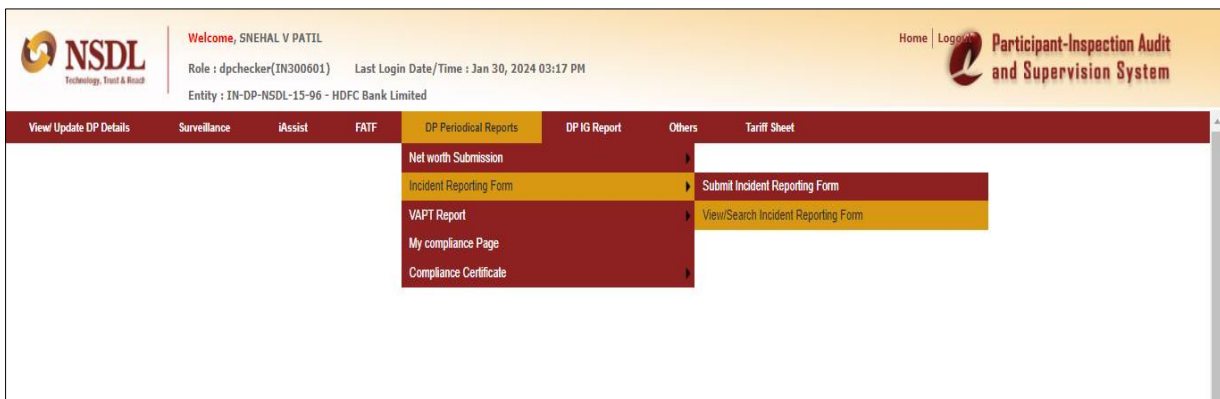 NSDL
Technology, Trust & Reach
Welcome, SNEHAL V PATIL
Role : dpchecker(IN300601) Last Login Date/Time : Jan 30, 2024 03:17 PM
Entity : IN-DP-NSDL-15-96 - HDFC Bank Limited
Home | Logout
Participant-Inspection Audit
and Supervision System
View/ Update DP Details Surveillance iAssist FATF DP Periodical Reports DP IG Report Others Tariff Sheet
Net worth Submission
Incident Reporting Form Submit Incident Reporting Form
VAPT Report View/Search Incident Reporting Form
My compliance Page
Compliance Certificate